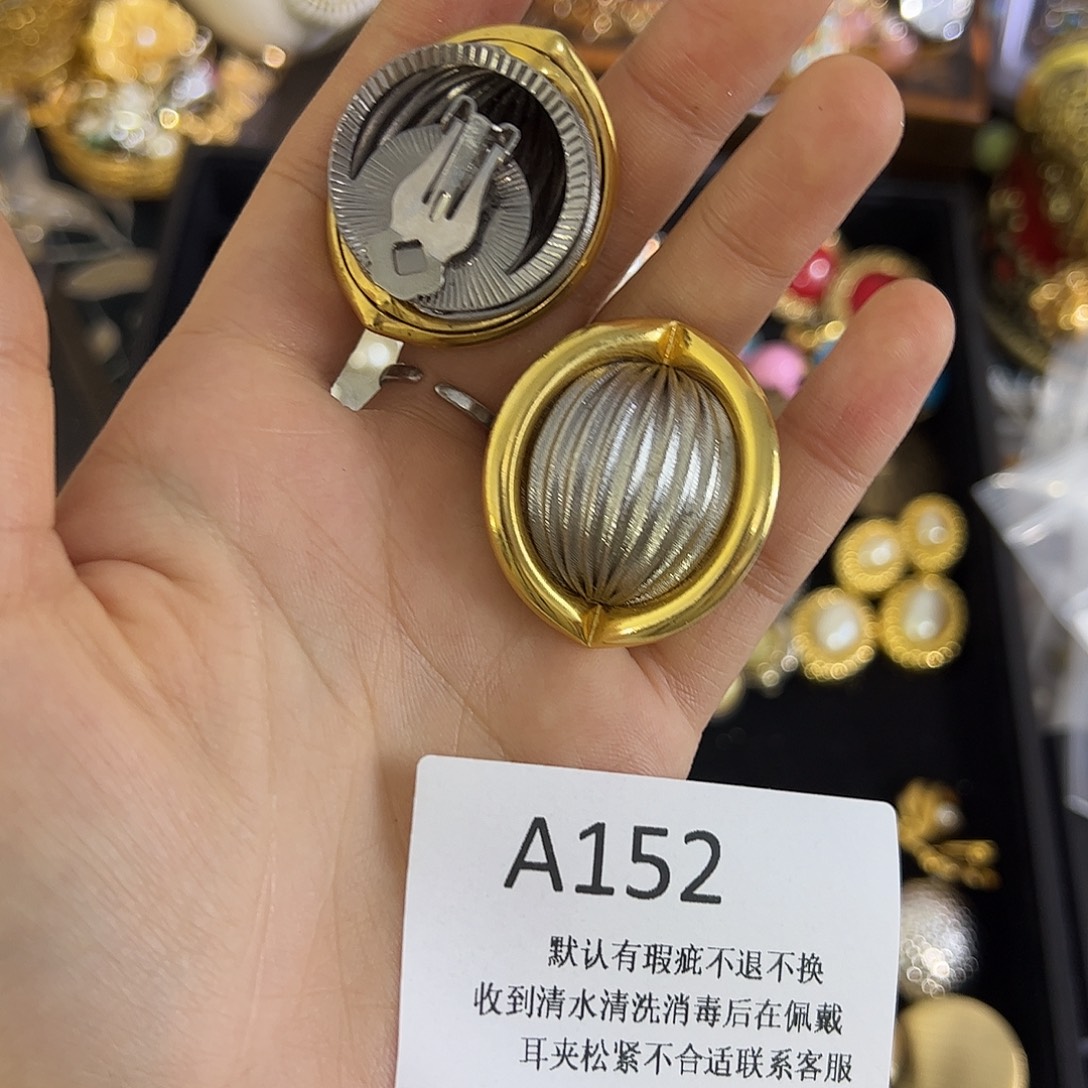 A152
默认有瑕疵不退不换
收到清水清洗消毒后在佩戴
耳夹松紧不合适联系客服